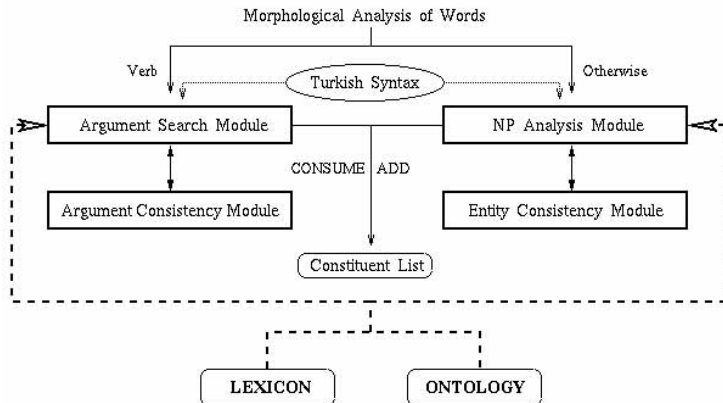 Morphological Analysis of Words
Verb
Otherwise
Turkish Syntax
Argument Search Module
NP Analysis Module
CONSUME ADD
Argument Consistency Module
Entity Consistency Module
Constituent List
LEXICON
ONTOLOGY